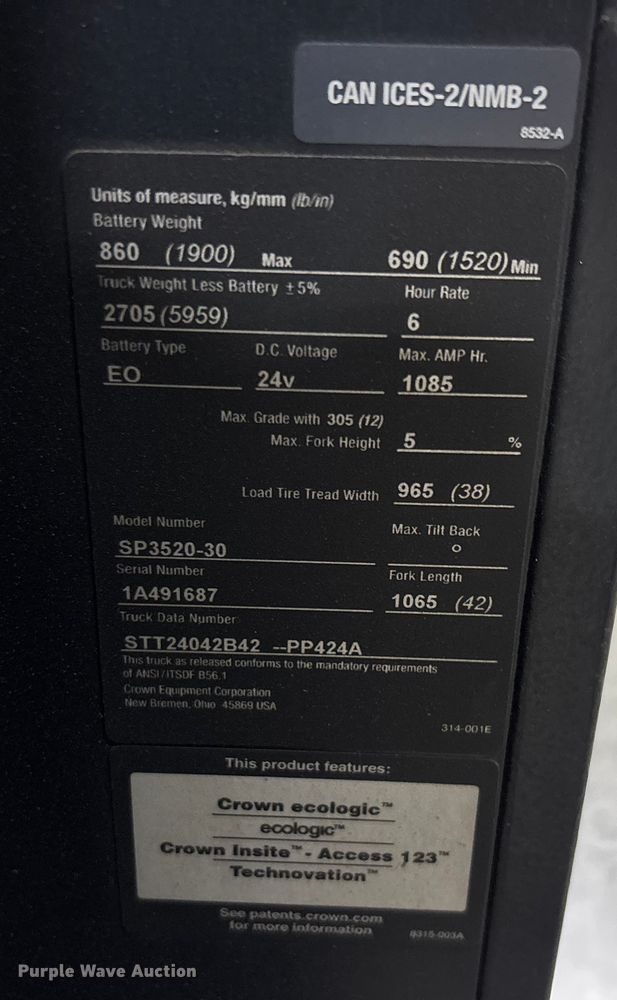 CAN ICES-2/NMB-2
8532-A
Units of measure, kg/mm (lb/in)
Battery Weight
860 (1900) Max 690 (1520) Min
Truck Weight Less Battery ±5% Hour Rate
2705 (5959) 6
Battery Type D.C. Voltage Max. AMP Hr.
EO 24v 1085
Max. Grade with 305 (12)
Max. Fork Height 5 %
Load Tire Tread Width 965 (38)
Model Number Max. Tilt Back
SP3520-30 °
Serial Number Fork Length
1A491687 1065 (42)
Truck Data Number
STT24042B42 --PP424A
This truck as released conforms to the mandatory requirements
of ANSI/ITSDF B56.1
Crown Equipment Corporation
New Bremen, Ohio 45869 USA
314-001E
This product features:
Crown ecologic™
ecologic™
Crown Insite™ - Access 123™
Technovation™
See patents.crown.com
for more information
8315-003A
Purple Wave Auction